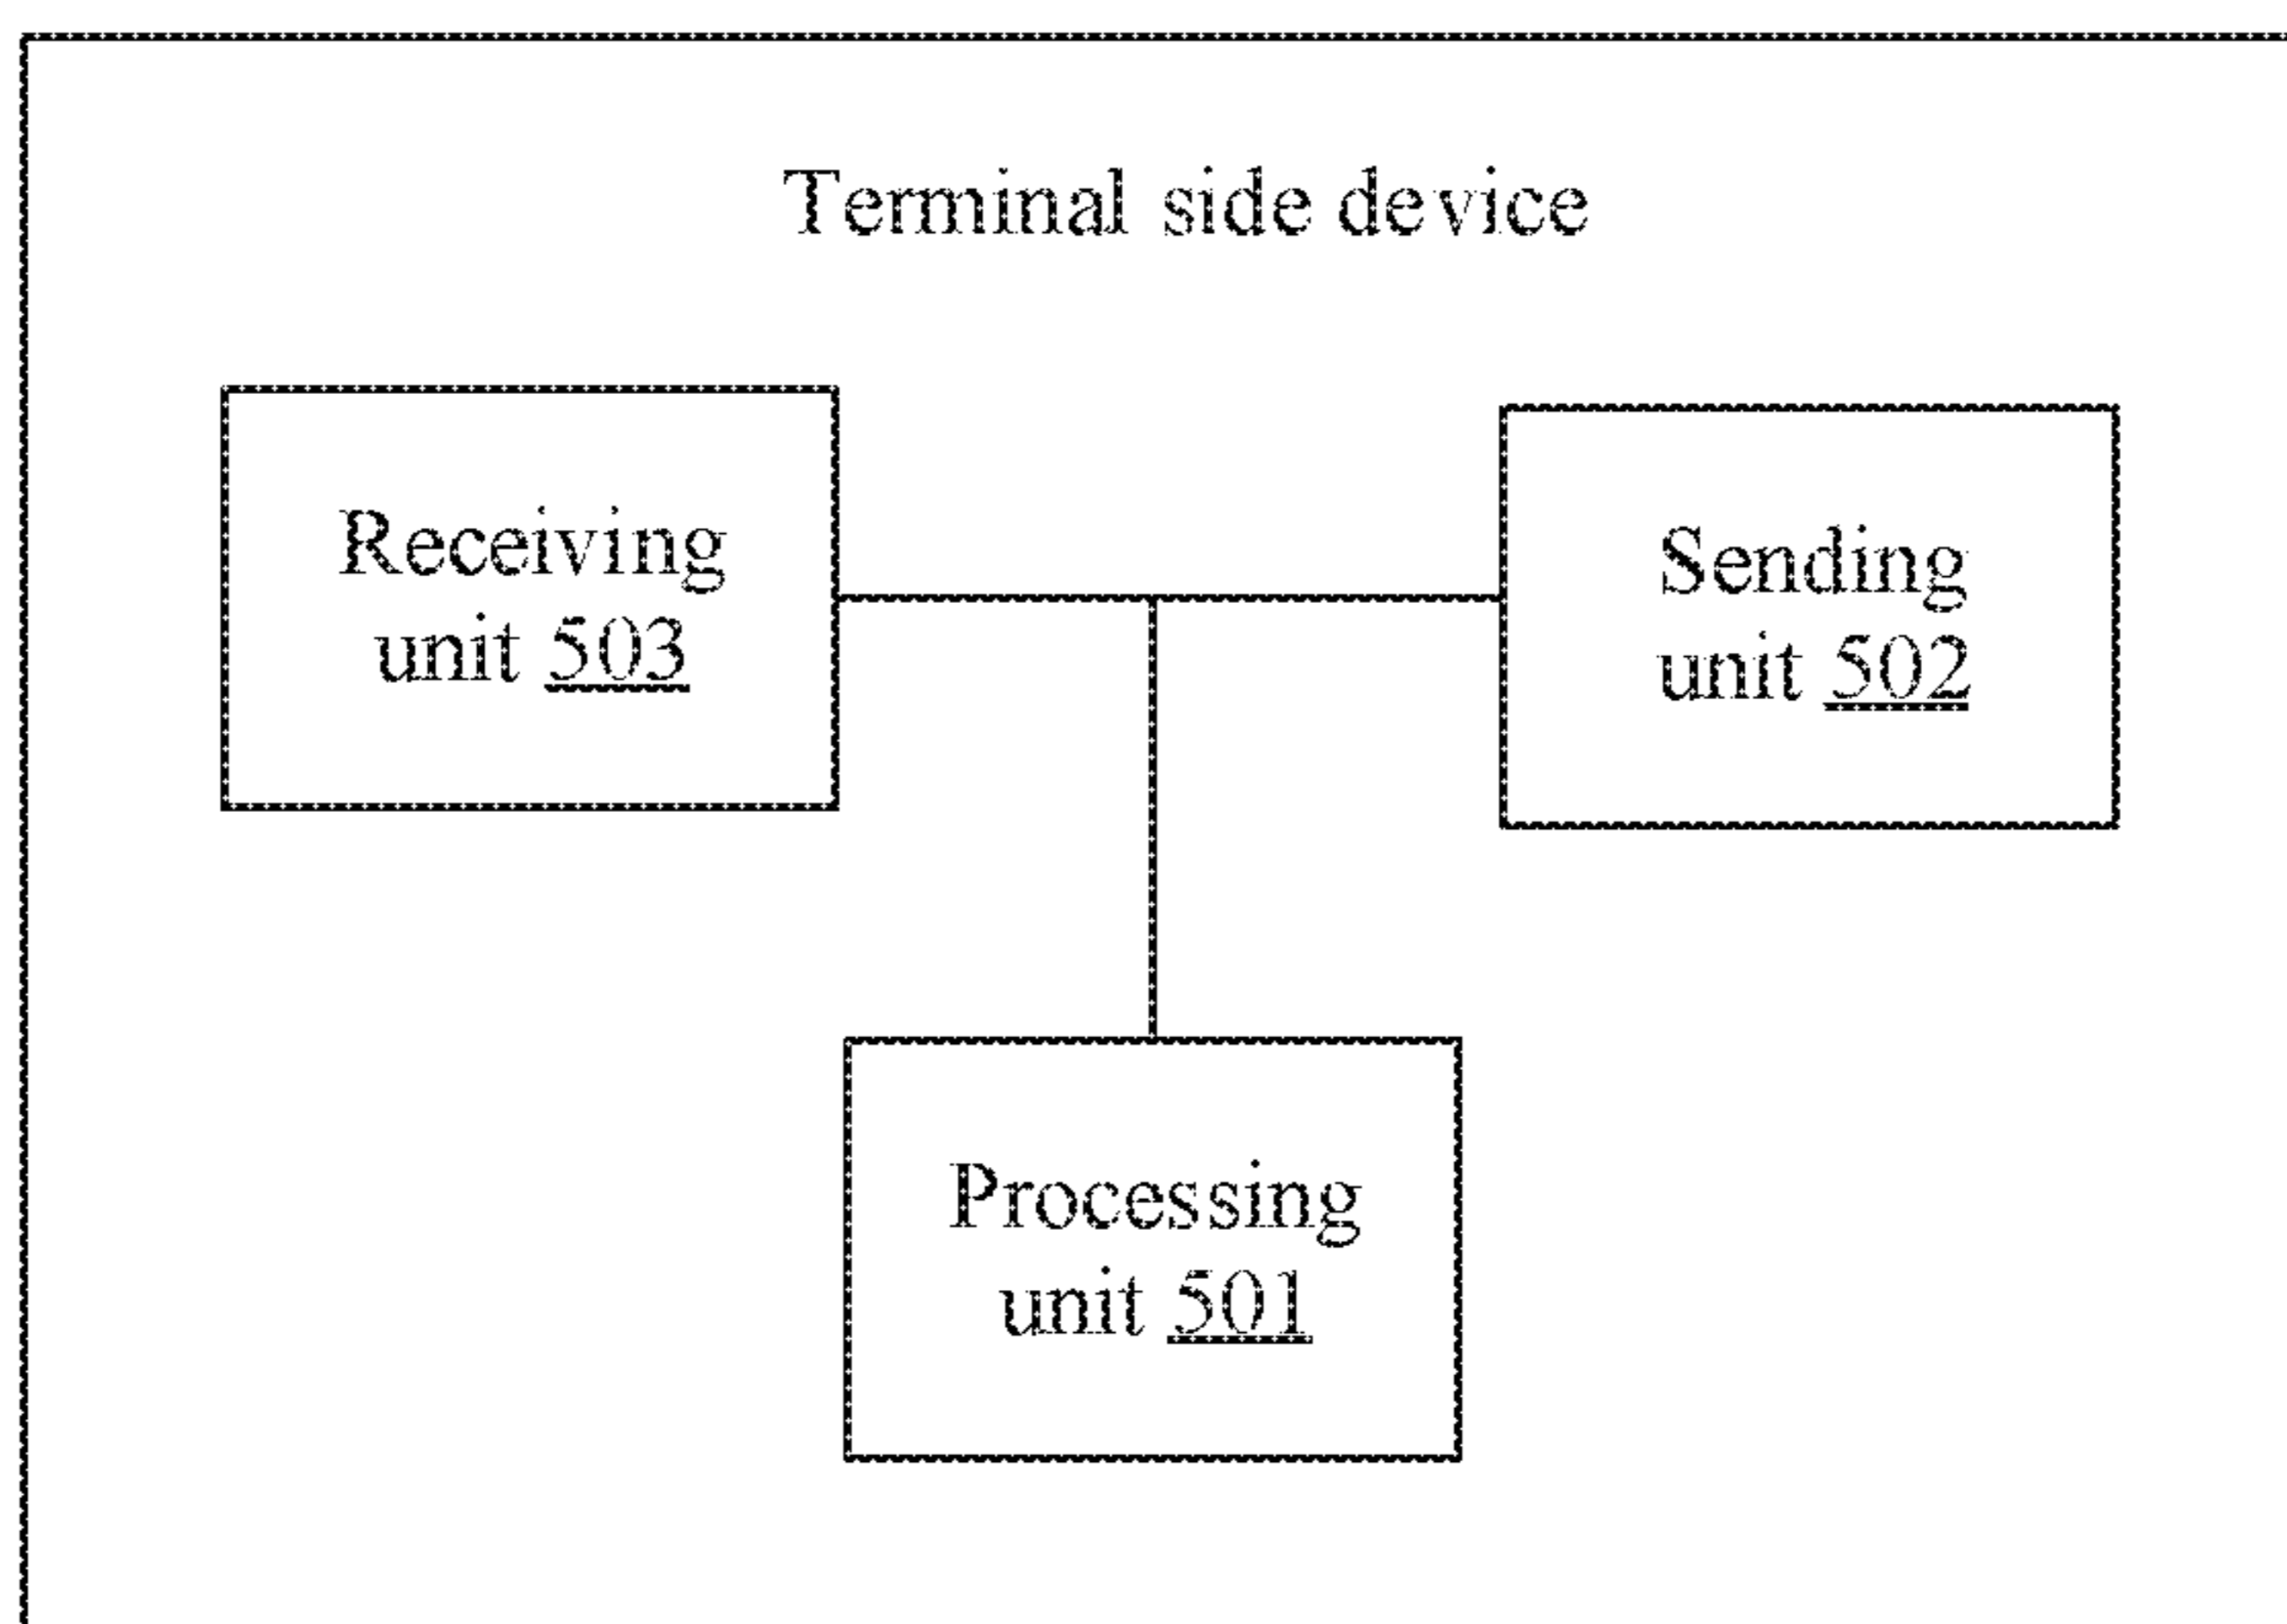 Terminal side device
Receiving
unit 503
Sending
unit 502
Processing
unit 501